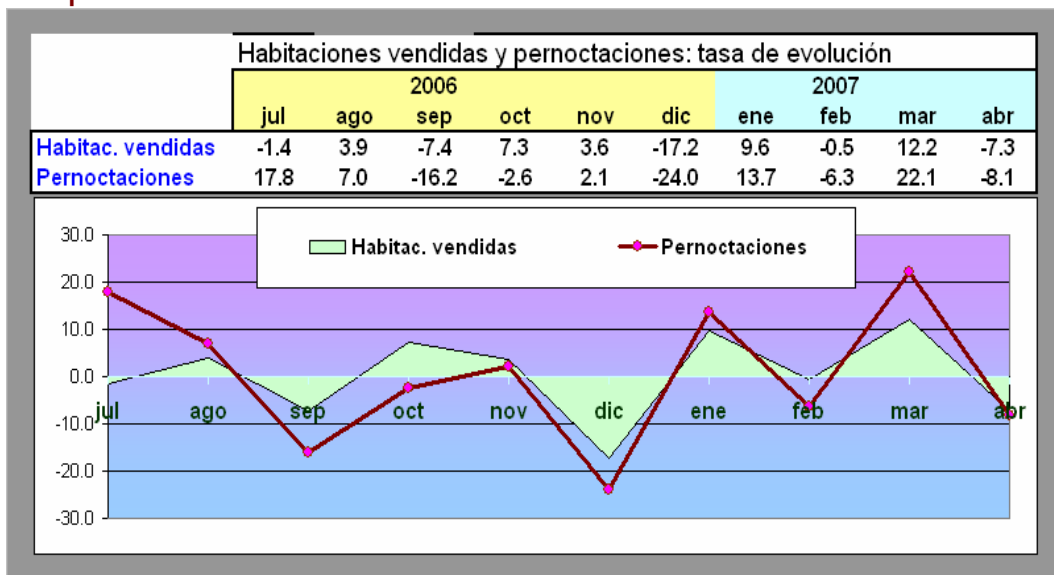 Habitaciones vendidas y pernoctaciones: tasa de evolución
2006 2007
jul ago sep oct nov dic ene feb mar abr
Habitac. vendidas -1.4 3.9 -7.4 7.3 3.6 -17.2 9.6 -0.5 12.2 -7.3
Pernoctaciones 17.8 7.0 -16.2 -2.6 2.1 -24.0 13.7 -6.3 22.1 -8.1
Habitac. vendidas Pernoctaciones
30.0
20.0
10.0
0.0
jul ago sep oct nov dic ene feb mar abr
-10.0
-20.0
-30.0